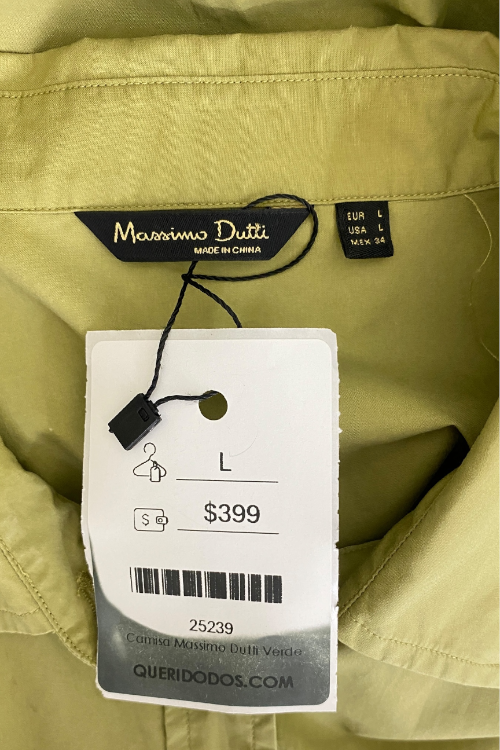 Massimo Dutti
MADE IN CHINA
EUR L
USA L
MEX 34
L
$
$399
25239
Camisa Massimo Dutti Verde
QUERIDODOS.COM